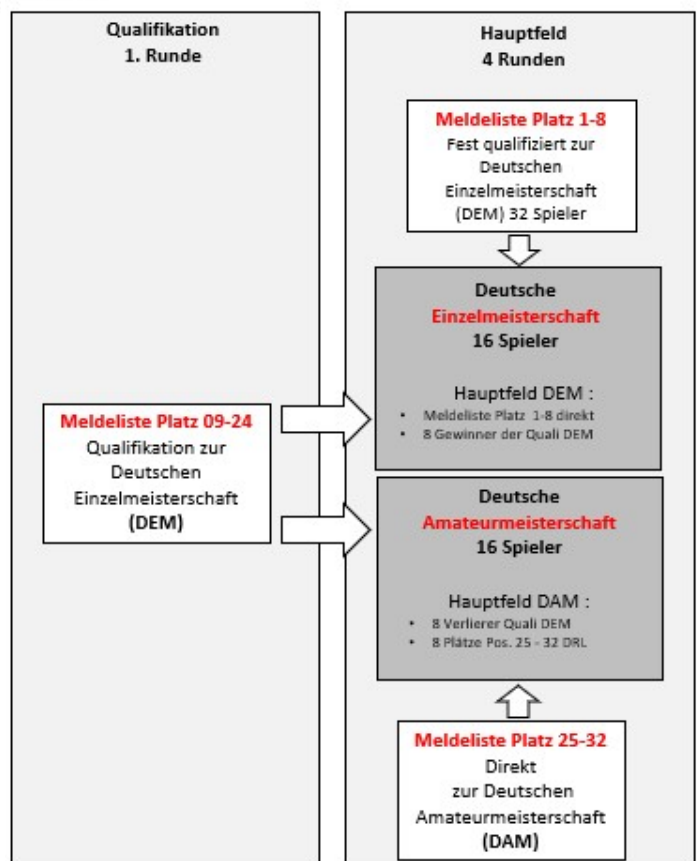 Qualifikation
1. Runde
Meldeliste Platz 09-24
Qualifikation zur
Deutschen
Einzelmeisterschaft
(DEM)
Hauptfeld
4 Runden
Meldeliste Platz 1-8
Fest qualifiziert zur
Deutschen
Einzelmeisterschaft
(DEM) 32 Spieler
Deutsche
Einzelmeisterschaft
16 Spieler
Hauptfeld DEM :
• Meldeliste Platz 1-8 direkt
• 8 Gewinner der Quali DEM
Deutsche
Amateurmeisterschaft
16 Spieler
Hauptfeld DAM :
• 8 Verlierer Quali DEM
• 8 Plätze Pos. 25 - 32 DRL
Meldeliste Platz 25-32
Direkt
zur Deutschen
Amateurmeisterschaft
(DAM)